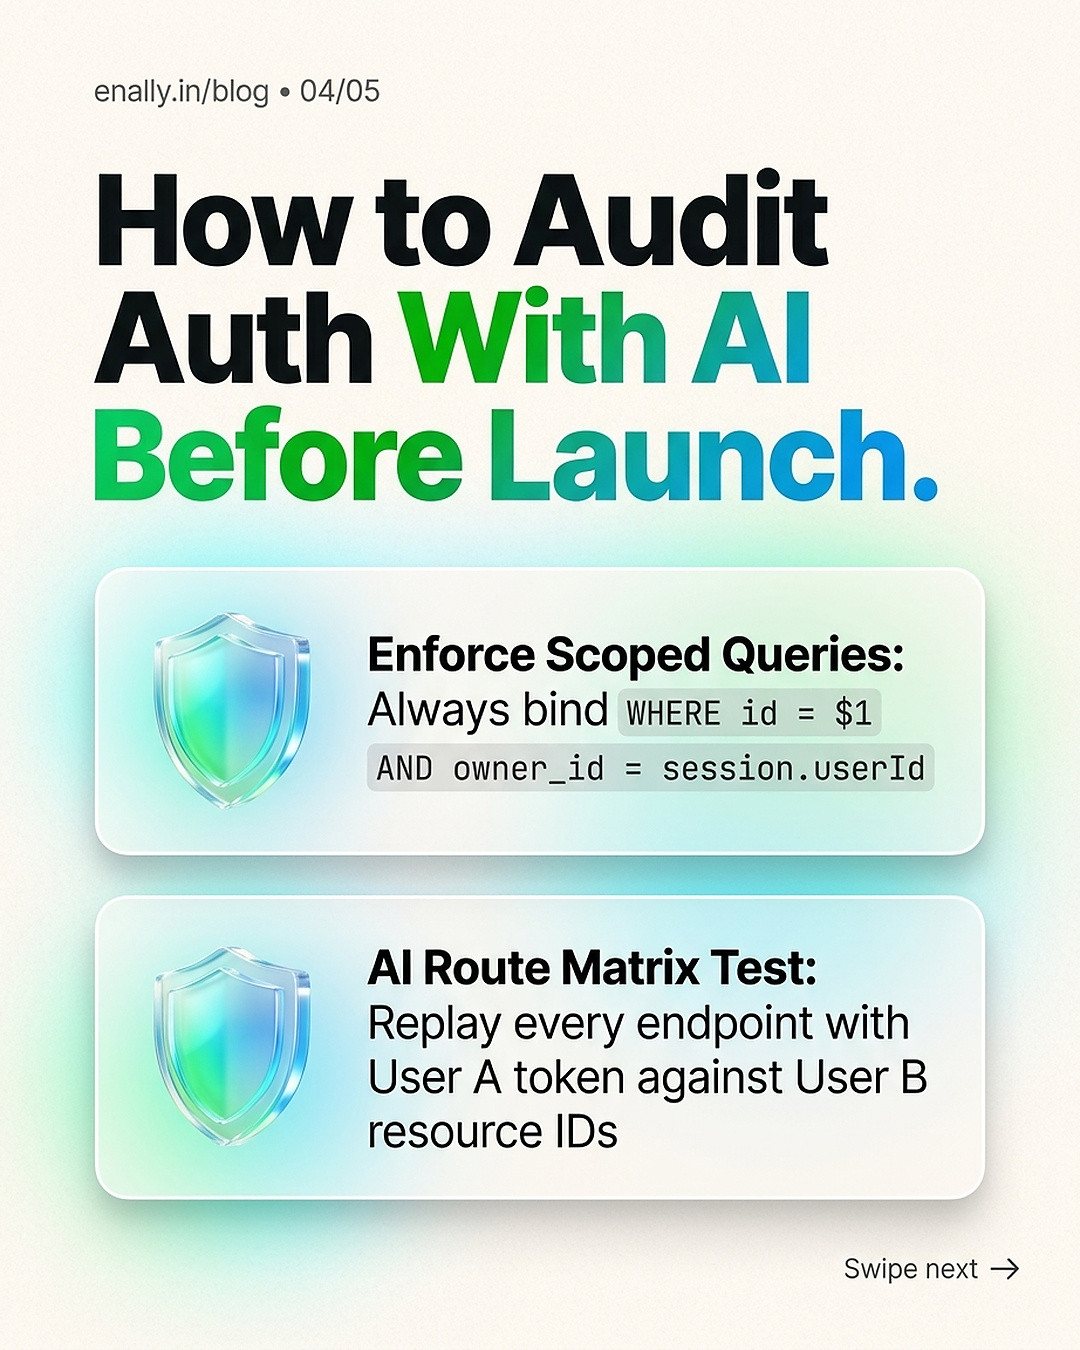 enally.in/blog • 04/05
How to Audit
Auth With AI
Before Launch.
Enforce Scoped Queries:
Always bind WHERE id = $1
AND owner_id = session.userId
AI Route Matrix Test:
Replay every endpoint with
User A token against User B
resource IDs
Swipe next →